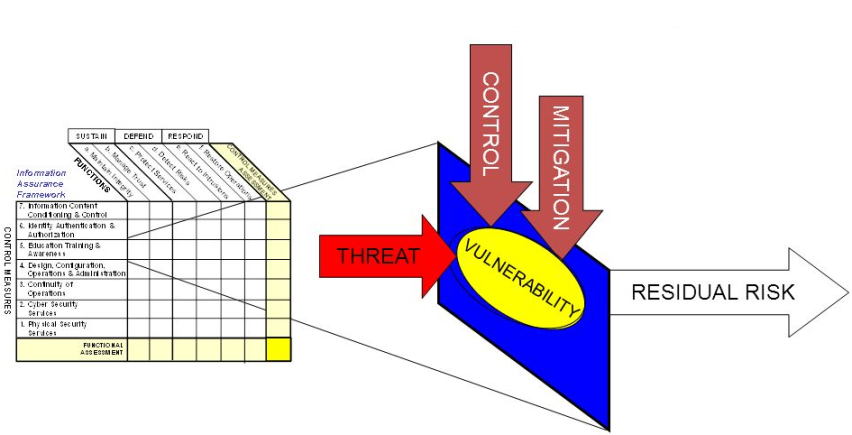 SUSTAIN DEFEND RESPOND
a. Maintain Integrity
b. Manage Trust
c. Protect Services
d. Detect Risks
e. React to Intrusions
f. Restore Operations
CONTROL MEASURES
ASSESSMENT
FUNCTIONS
Information
Assurance
Framework
CONTROL MEASURES
7. Information Content
Conditioning & Control
6. Identity Authentication &
Authorization
5. Education Training &
Awareness
4. Design, Configuration,
Operations & Administration
3. Continuity of
Operations
2. Cyber Security
Services
1. Physical Security
Services
FUNCTIONAL
ASSESSMENT
CONTROL
MITIGATION
THREAT
VULNERABILITY
RESIDUAL RISK